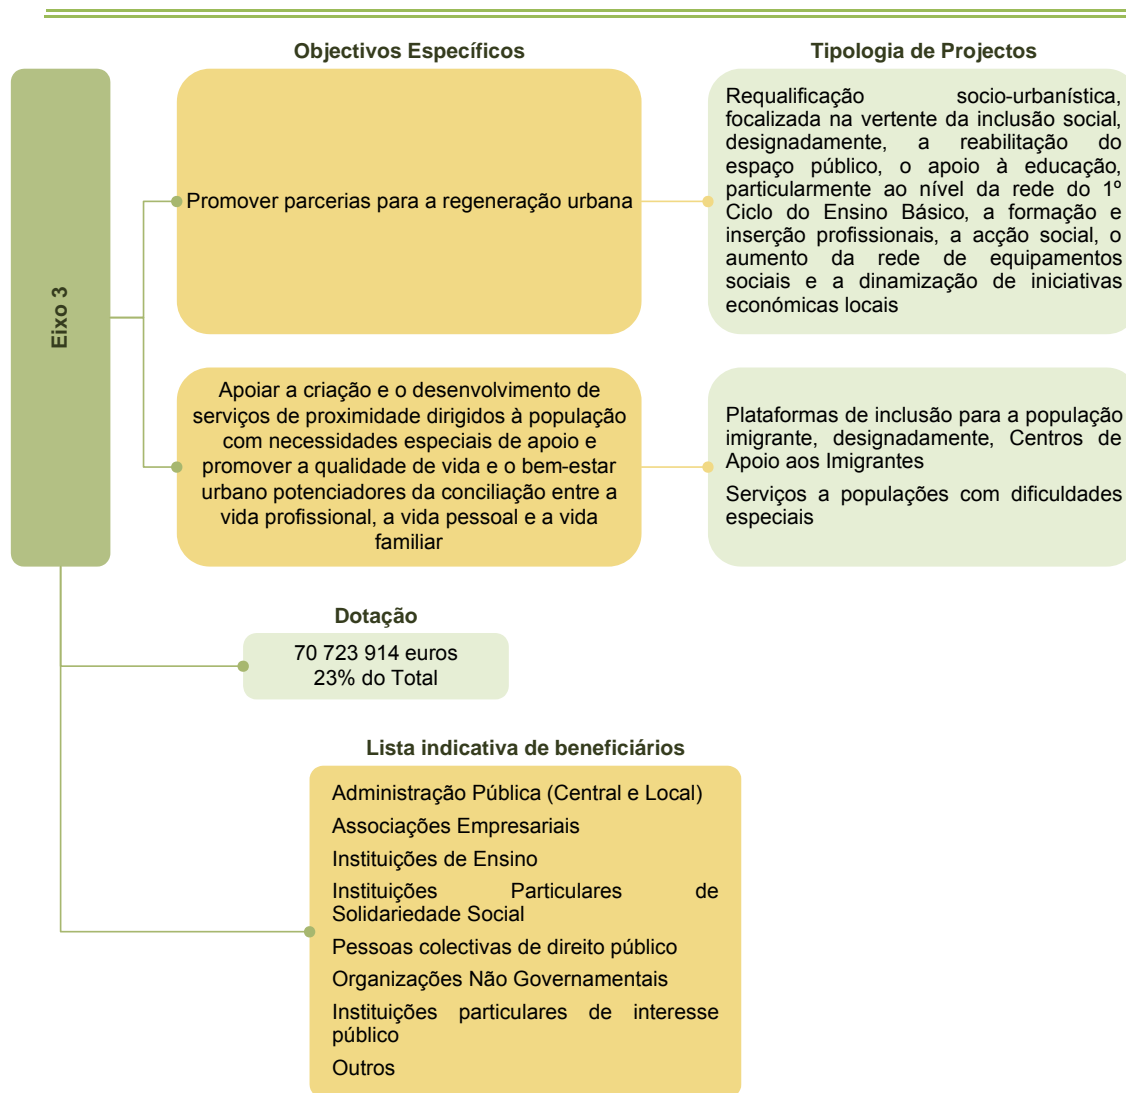 Objectivos Específicos
Tipologia de Projectos
Eixo 3
Promover parcerias para a regeneração urbana
Requalificação socio-urbanística,
focalizada na vertente da inclusão social,
designadamente, a reabilitação do
espaço público, o apoio à educação,
particularmente ao nível da rede do 1º
Ciclo do Ensino Básico, a formação e
inserção profissionais, a acção social, o
aumento da rede de equipamentos
sociais e a dinamização de iniciativas
económicas locais
Apoiar a criação e o desenvolvimento de
serviços de proximidade dirigidos à população
com necessidades especiais de apoio e
promover a qualidade de vida e o bem-estar
urbano potenciadores da conciliação entre a
vida profissional, a vida pessoal e a vida
familiar
Plataformas de inclusão para a população
imigrante, designadamente, Centros de
Apoio aos Imigrantes
Serviços a populações com dificuldades
especiais
Dotação
70 723 914 euros
23% do Total
Lista indicativa de beneficiários
Administração Pública (Central e Local)
Associações Empresariais
Instituições de Ensino
Instituições Particulares de
Solidariedade Social
Pessoas colectivas de direito público
Organizações Não Governamentais
Instituições particulares de interesse
público
Outros